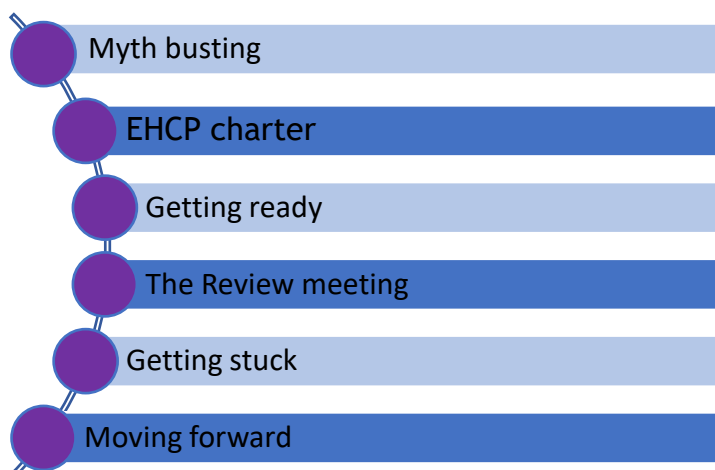 Myth busting
EHCP charter
Getting ready
The Review meeting
Getting stuck
Moving forward